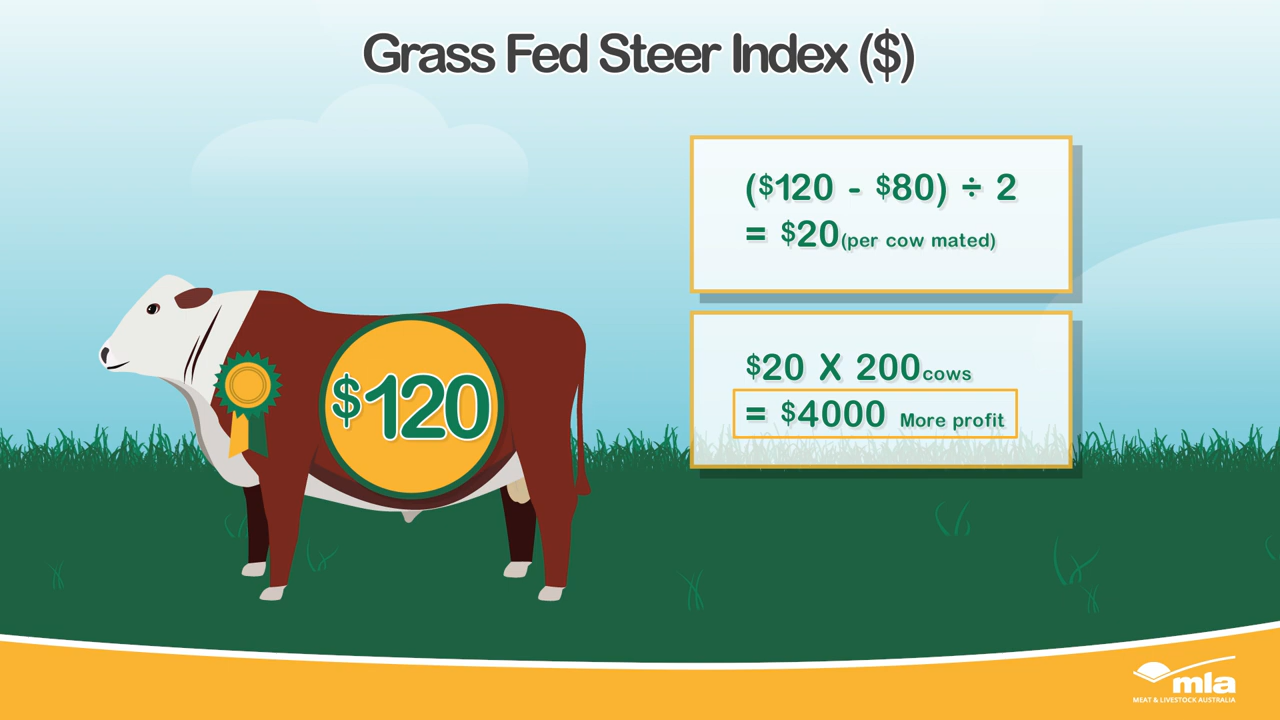 Grass Fed Steer Index ($)
($120 - $80) ÷ 2
= $20(per cow mated)
$20 X 200cows
= $4000 More profit
$120
mla
MEAT & LIVESTOCK AUSTRALIA